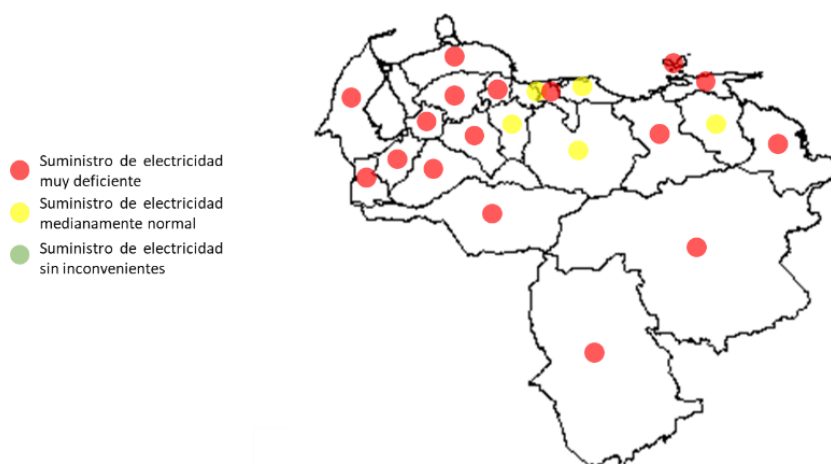 Suministro de electricidad
muy deficiente
Suministro de electricidad
medianamente normal
Suministro de electricidad
sin inconvenientes